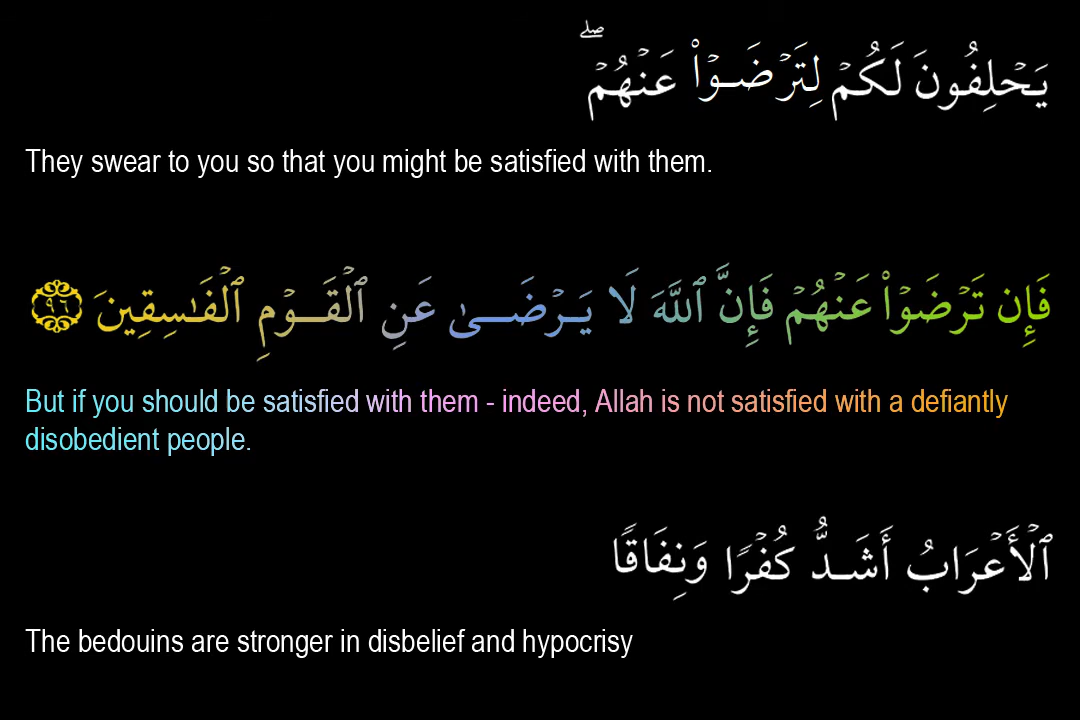 يَحْلِفُونَ لَكُمْ لِتَرْضَوْا۟ عَنْهُمْ ۖ
They swear to you so that you might be satisfied with them.
فَإِن تَرْضَوْا۟ عَنْهُمْ فَإِنَّ ٱللَّهَ لَا يَرْضَىٰ عَنِ ٱلْقَوْمِ ٱلْفَـٰسِقِينَ ٩٦
But if you should be satisfied with them - indeed, Allah is not satisfied with a defiantly
disobedient people.
ٱلْأَعْرَابُ أَشَدُّ كُفْرًا وَنِفَاقًا
The bedouins are stronger in disbelief and hypocrisy